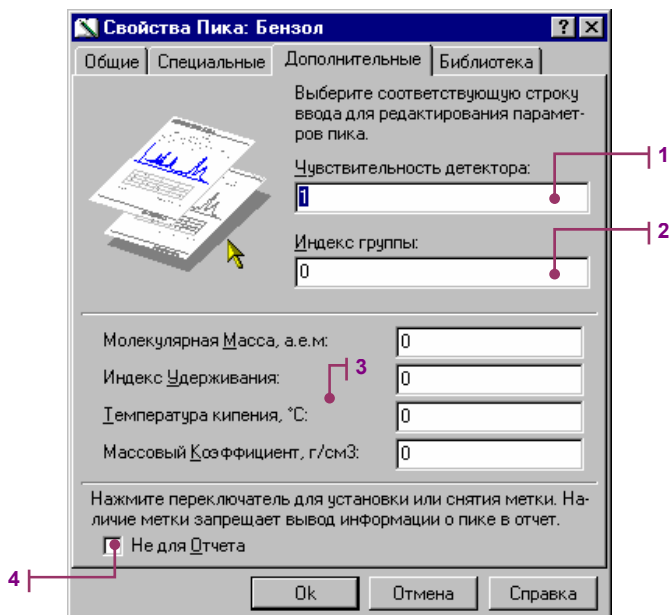 Свойства Пика: Бензол
Общие Специальные Дополнительные Библиотека
Выберите соответствующую строку
ввода для редактирования парамет-
ров пика.
Чувствительность детектора:
1
1
Индекс группы:
2
0
Молекулярная Масса, а.е.м: 0
3
Индекс Удерживания: 0
Температура кипения, °C: 0
Массовый Коэффициент, г/см3: 0
Нажмите переключатель для установки или снятия метки. На-
личие метки запрещает вывод информации о пике в отчет.
Не для Отчета
4
Ok Отмена Справка